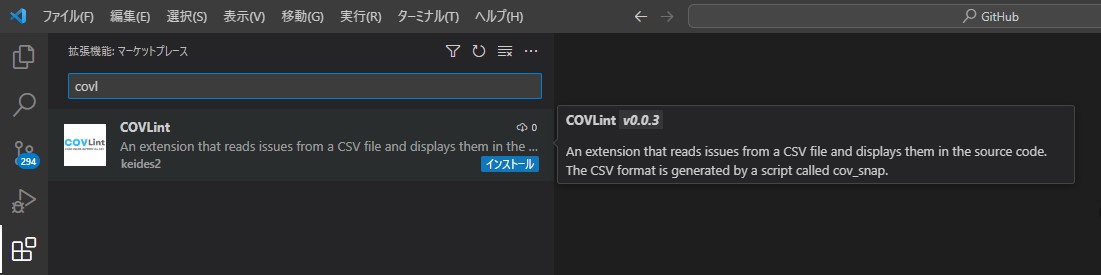 ファイル(F) 編集(E) 選択(S) 表示(V) 移動(G) 実行(R) ターミナル(T) ヘルプ(H) GitHub
拡張機能: マーケットプレース
covl
COVLint
COVLint 0
An extension that reads issues from a CSV file and displays them in the ...
keides2 インストール
COVLint v0.0.3
An extension that reads issues from a CSV file and displays them in the source code.
The CSV format is generated by a script called cov_snap.
294